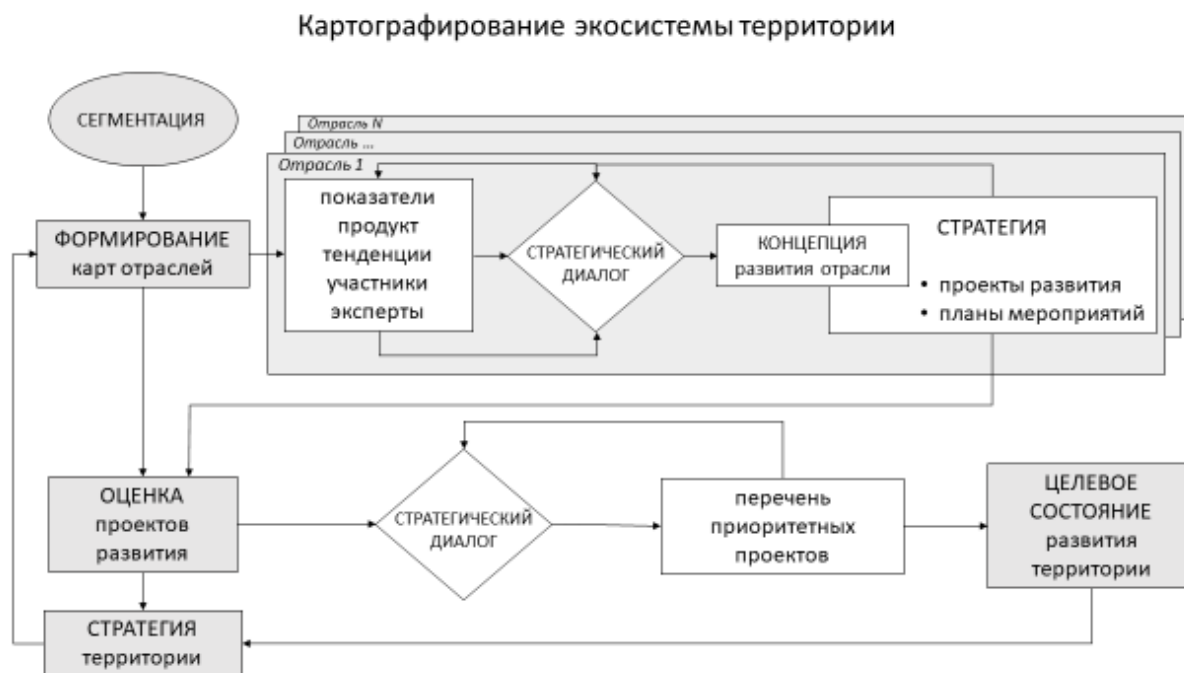 Картографирование экосистемы территории
СЕГМЕНТАЦИЯ
Отрасль N
Отрасль ...
Отрасль 1
ФОРМИРОВАНИЕ
карт отраслей
показатели
продукт
тенденции
участники
эксперты
СТРАТЕГИЧЕСКИЙ
ДИАЛОГ
КОНЦЕПЦИЯ
развития отрасли
СТРАТЕГИЯ
• проекты развития
• планы мероприятий
ОЦЕНКА
проектов
развития
СТРАТЕГИЧЕСКИЙ
ДИАЛОГ
перечень
приоритетных
проектов
ЦЕЛЕВОЕ
СОСТОЯНИЕ
развития
территории
СТРАТЕГИЯ
территории